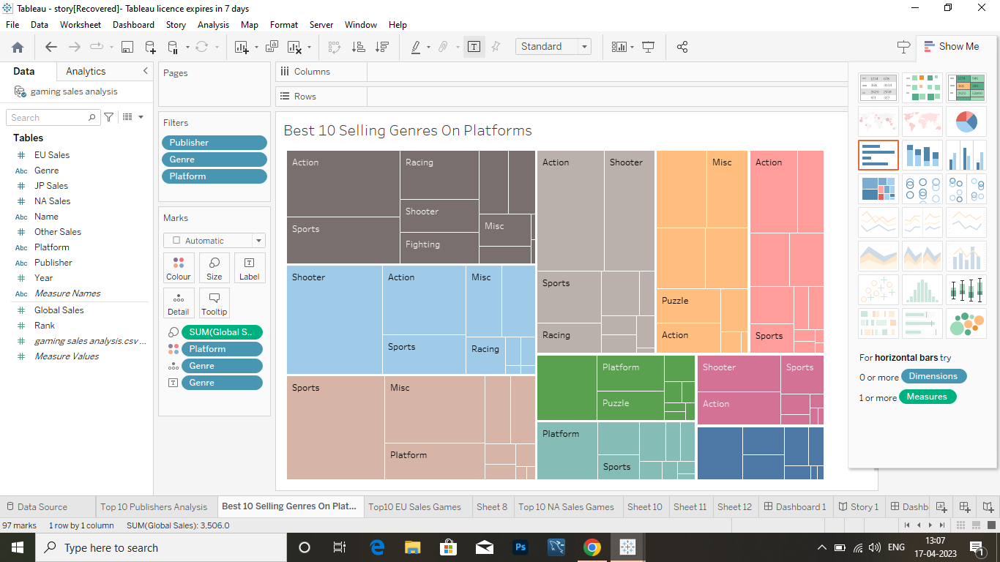 Tableau - story[Recovered]- Tableau licence expires in 7 days
File Data Worksheet Dashboard Story Analysis Map Format Server Window Help
Standard
Show Me
Data Analytics
gaming sales analysis
Search
Tables
EU Sales
Abc Genre
JP Sales
NA Sales
Abc Name
Other Sales
Abc Platform
Abc Publisher
Year
Abc Measure Names
Global Sales
Rank
gaming sales analysis.csv ...
Measure Values
Pages
Filters
Publisher
Genre
Platform
Marks
Automatic
Colour Size Label
Detail Tooltip
SUM(Global S..
Platform
Genre
Genre
Columns
Rows
Best 10 Selling Genres On Platforms
Action
Racing
Shooter
Sports
Misc
Fighting
Action
Shooter
Sports
Racing
Misc
Puzzle
Action
Action
Sports
Shooter
Action
Misc
Sports
Racing
Sports
Misc
Platform
Platform
Puzzle
Shooter
Sports
Action
Platform
Sports
For horizontal bars try
0 or more Dimensions
1 or more Measures
Data Source
Top 10 Publishers Analysis
Best 10 Selling Genres On Plat...
Top10 EU Sales Games
Sheet 8
Top 10 NA Sales Games
Sheet 10
Sheet 11
Sheet 12
Dashboard 1
Story 1
Dashb
97 marks 1 row by 1 column SUM(Global Sales): 3,506.0
Type here to search
Ps
ENG
13:07
17-04-2023
1